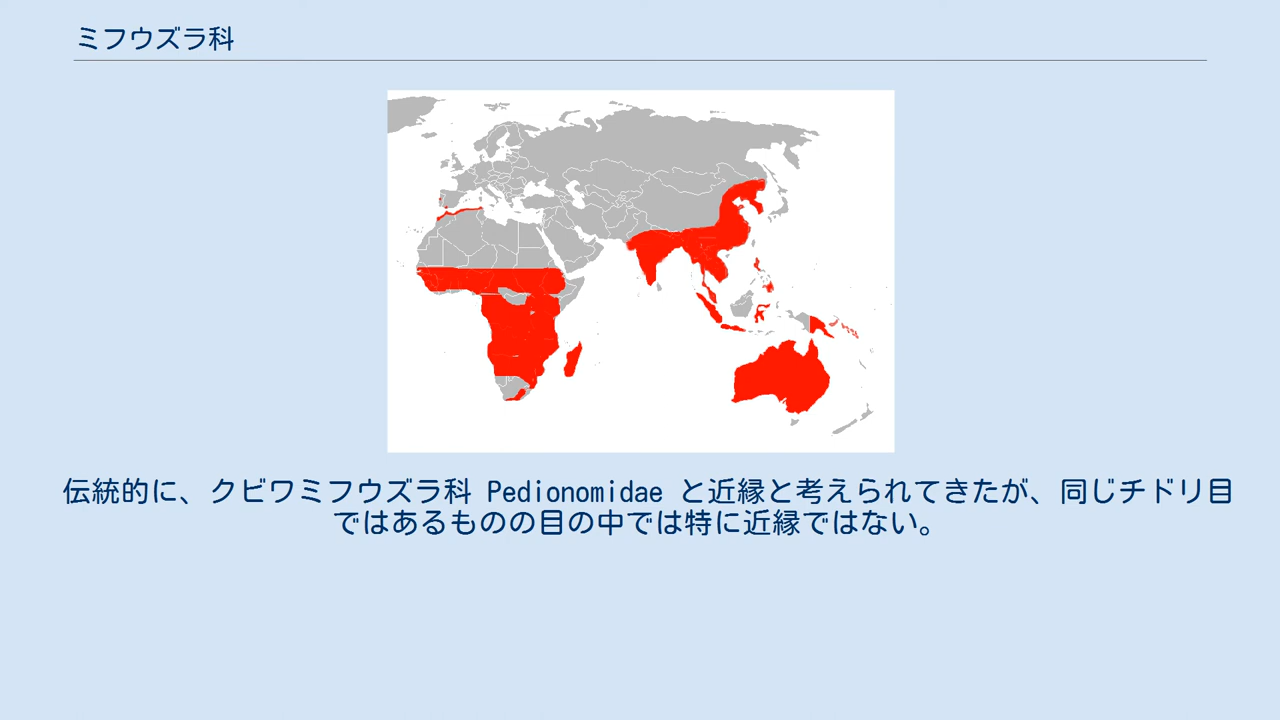 ミフウズラ科
伝統的に、クビワミフウズラ科 Pedionomidae と近縁と考えられてきたが、同じチドリ目
ではあるものの目の中では特に近縁ではない。